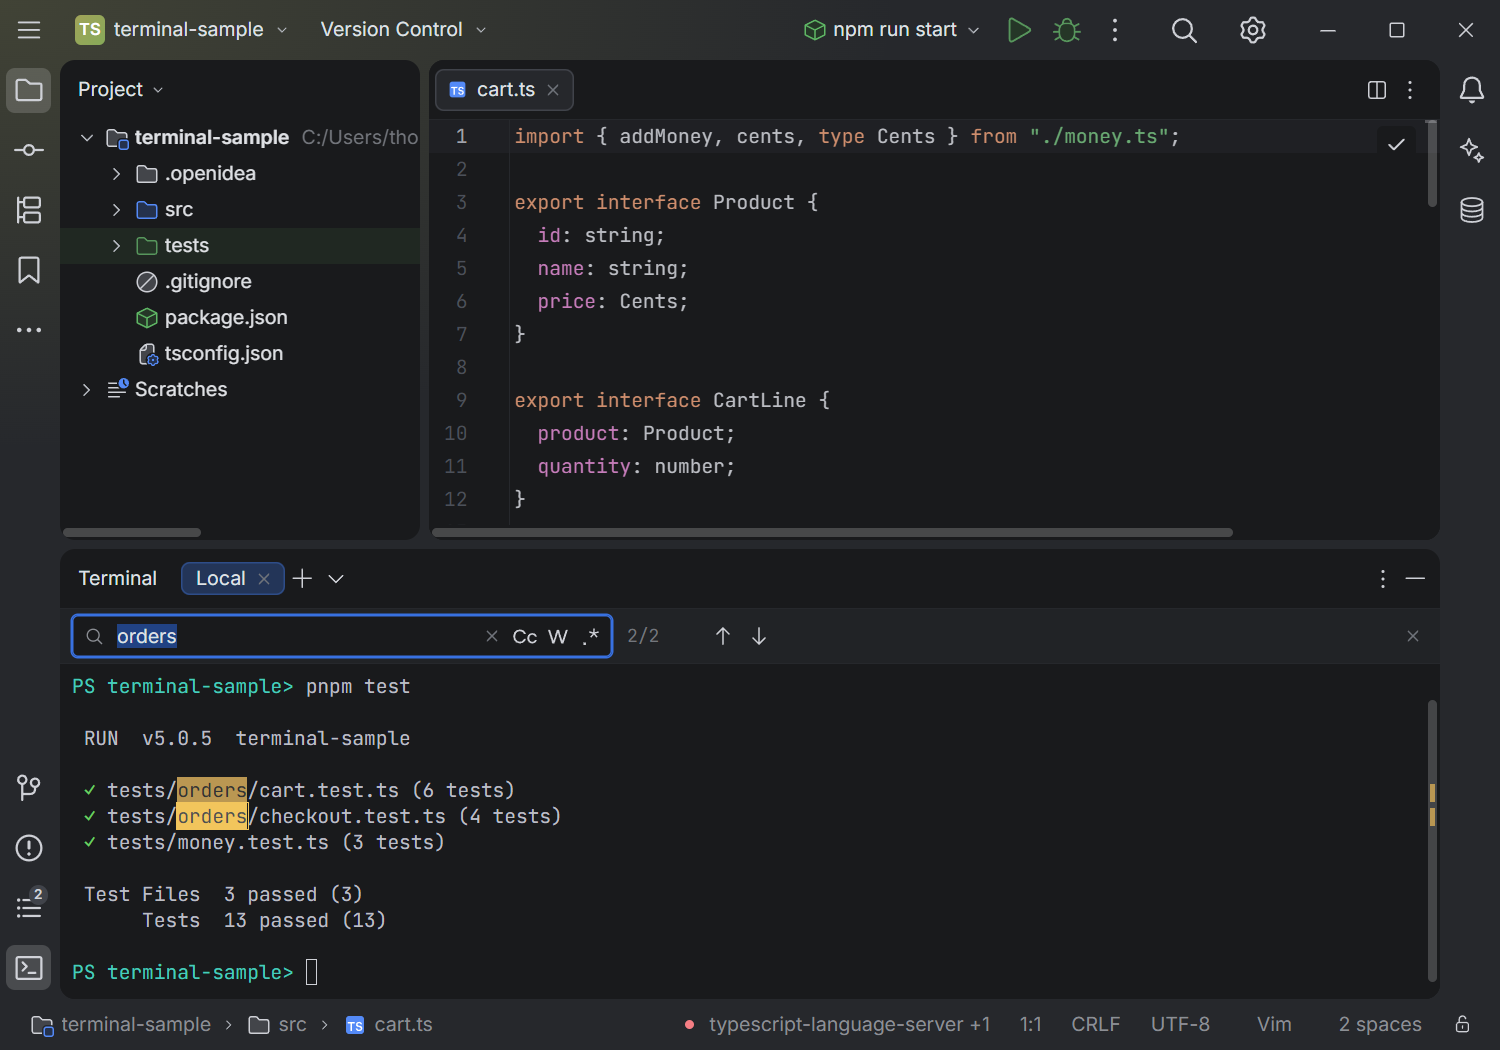 TS terminal-sample
Version Control
npm run start
Project
terminal-sample C:/Users/tho
.openidea
src
tests
.gitignore
package.json
tsconfig.json
Scratches
TS cart.ts
1 import { addMoney, cents, type Cents } from "./money.ts";
2
3 export interface Product {
4 id: string;
5 name: string;
6 price: Cents;
7 }
8
9 export interface CartLine {
10 product: Product;
11 quantity: number;
12 }
Terminal Local
orders Cc W .* 2/2
PS terminal-sample> pnpm test
RUN v5.0.5 terminal-sample
✓ tests/orders/cart.test.ts (6 tests)
✓ tests/orders/checkout.test.ts (4 tests)
✓ tests/money.test.ts (3 tests)
Test Files 3 passed (3)
Tests 13 passed (13)
PS terminal-sample>
2
terminal-sample › src › TS cart.ts
typescript-language-server +1 1:1 CRLF UTF-8 Vim 2 spaces